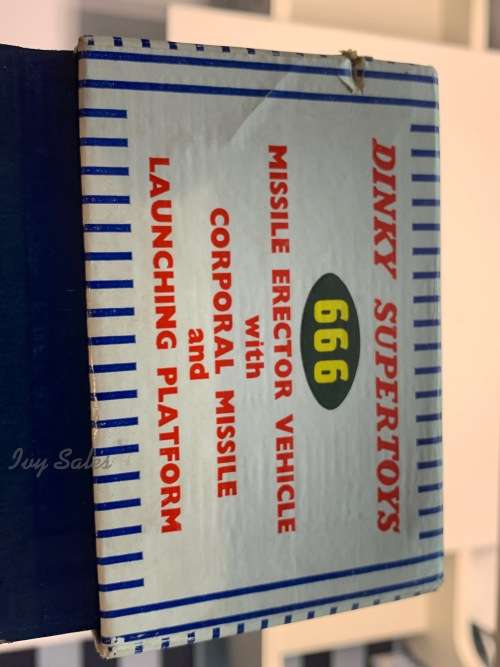 DINKY SUPERTOYS
666
MISSILE ERECTOR VEHICLE
with
CORPORAL MISSILE
and
LAUNCHING PLATFORM
Ivy Sales